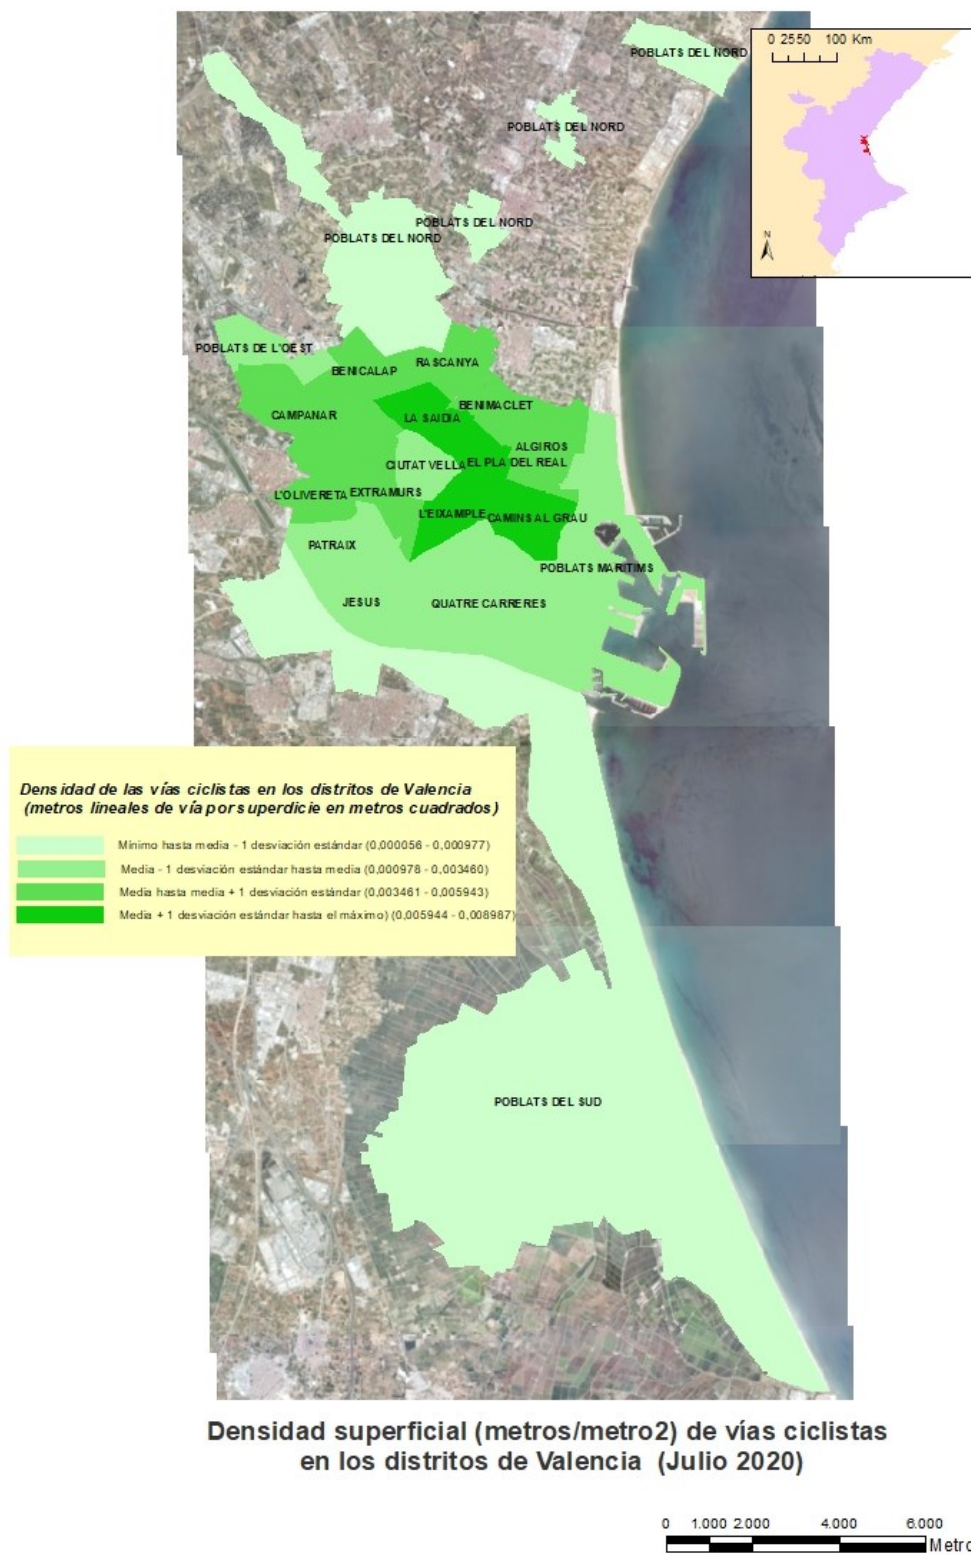 POBLATS DEL NORD
0 2550 100 Km
POBLATS DEL NORD
N
POBLATS DEL NORD
POBLATS DEL NORD
POBLATS DE L'OEST
RASCANYA
BENICALAP
BENIMACLET
CAMPANAR
LA SAIDIA
ALGIROS
CIUTAT VELLA
EL PLA DEL REAL
L'OLIVERETA
EXTRAMURS
L'EIXAMPLE
CAMINS AL GRAU
PATRAIX
POBLATS MARITIMS
JESUS
QUATRE CARRERES
Densidad de las vías ciclistas en los distritos de Valencia
(metros lineales de vía por superdicie en metros cuadrados)
Mínimo hasta media - 1 desviación estándar (0,000056 - 0,000977)
Media - 1 desviación estándar hasta media (0,000978 - 0,003460)
Media hasta media + 1 desviación estándar (0,003461 - 0,005943)
Media + 1 desviación estándar hasta el máximo) (0,005944 - 0,008987)
POBLATS DEL SUD
Densidad superficial (metros/metro2) de vías ciclistas
en los distritos de Valencia (Julio 2020)
0 1.000 2.000 4.000 6.000
Metro